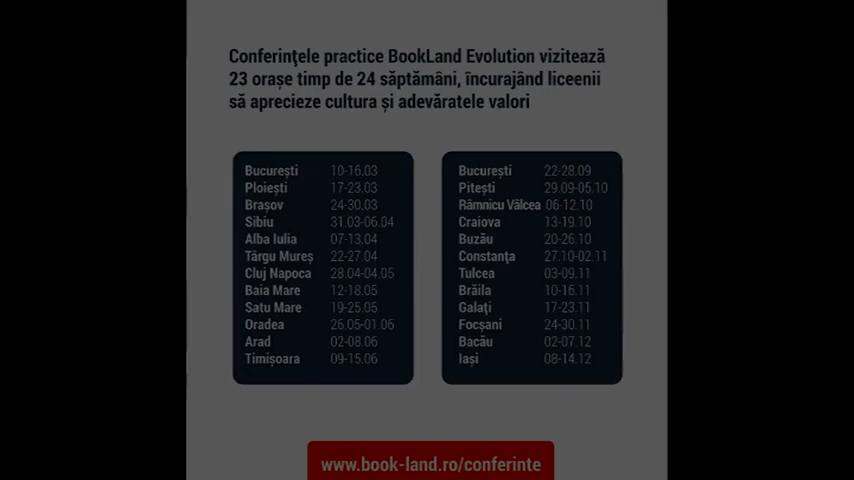 Conferințele practice BookLand Evolution vizitează
23 orașe timp de 24 săptămâni, încurajând liceenii
să aprecieze cultura și adevăratele valori
București 10-16.03
Ploiești 17-23.03
Brașov 24-30.03
Sibiu 31.03-06.04
Alba Iulia 07-13.04
Târgu Mureș 22-27.04
Cluj Napoca 28.04-04.05
Baia Mare 12-18.05
Satu Mare 19-25.05
Oradea 26.05-01.06
Arad 02-08.06
Timișoara 09-15.06
București 22-28.09
Pitești 29.09-05.10
Râmnicu Vâlcea 06-12.10
Craiova 13-19.10
Buzău 20-26.10
Constanța 27.10-02.11
Tulcea 03-09.11
Brăila 10-16.11
Galați 17-23.11
Focșani 24-30.11
Bacău 02-07.12
Iași 08-14.12
www.book-land.ro/conferinte